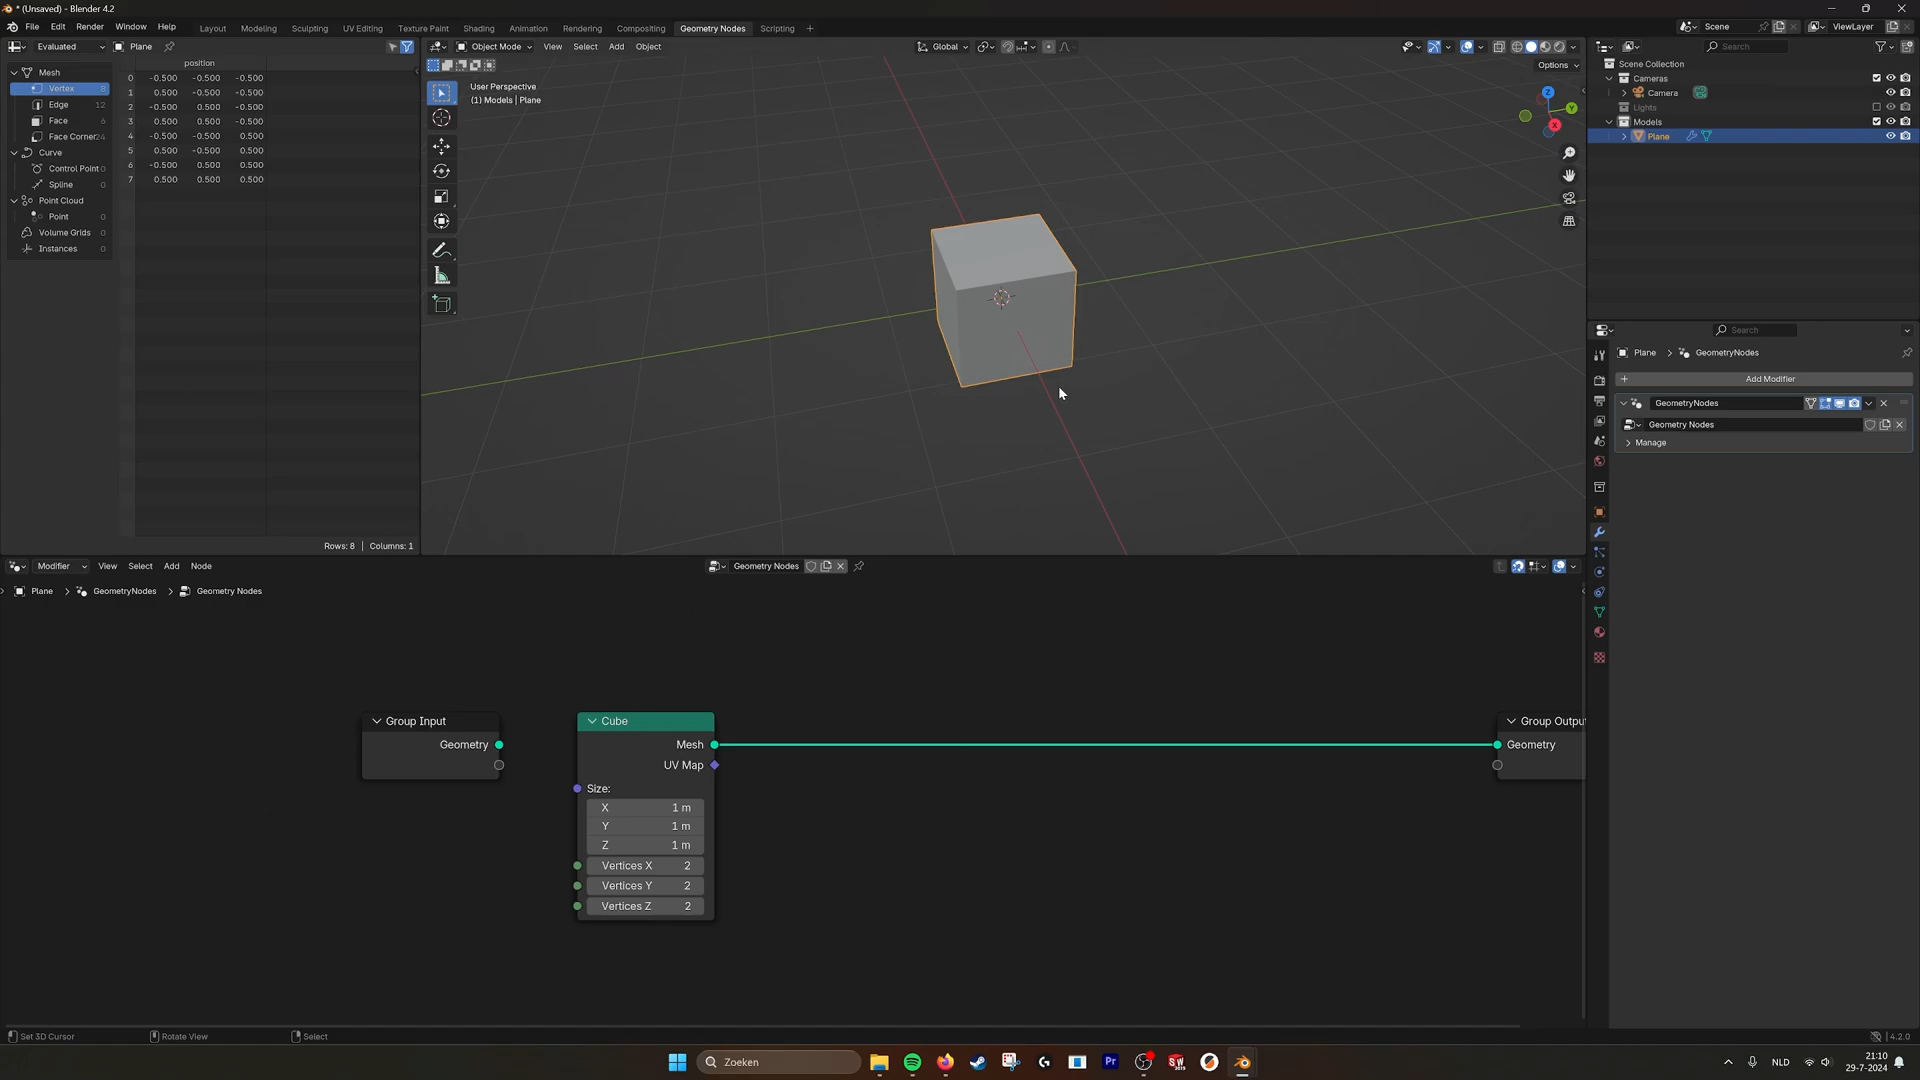 * (Unsaved) - Blender 4.2
File Edit Render Window Help
Layout Modeling Sculpting UV Editing Texture Paint Shading Animation Rendering Compositing Geometry Nodes Scripting +
Scene
ViewLayer
Evaluated
Plane
Object Mode View Select Add Object
Global
Search
position
Mesh
Vertex 8
Edge 12
Face 6
Face Corner 24
Curve
Control Point 0
Spline 0
Point Cloud
Point 0
Volume Grids 0
Instances 0
0 -0.500 -0.500 -0.500
1 0.500 -0.500 -0.500
2 -0.500 0.500 -0.500
3 0.500 0.500 -0.500
4 -0.500 -0.500 0.500
5 0.500 -0.500 0.500
6 -0.500 0.500 0.500
7 0.500 0.500 0.500
Rows: 8 | Columns: 1
Options
User Perspective
(1) Models | Plane
Z
Y
X
Scene Collection
Cameras
Camera
Lights
Models
Plane
Search
Plane > GeometryNodes
+ Add Modifier
GeometryNodes
Geometry Nodes
Manage
Modifier View Select Add Node
Geometry Nodes
Plane > GeometryNodes > Geometry Nodes
Group Input
Geometry
Cube
Mesh
UV Map
Size:
X 1 m
Y 1 m
Z 1 m
Vertices X 2
Vertices Y 2
Vertices Z 2
Group Output
Geometry
Set 3D Cursor
Rotate View
Select
4.2.0
Zoeken
Pr
SW
2019
NLD
21:10
29-7-2024